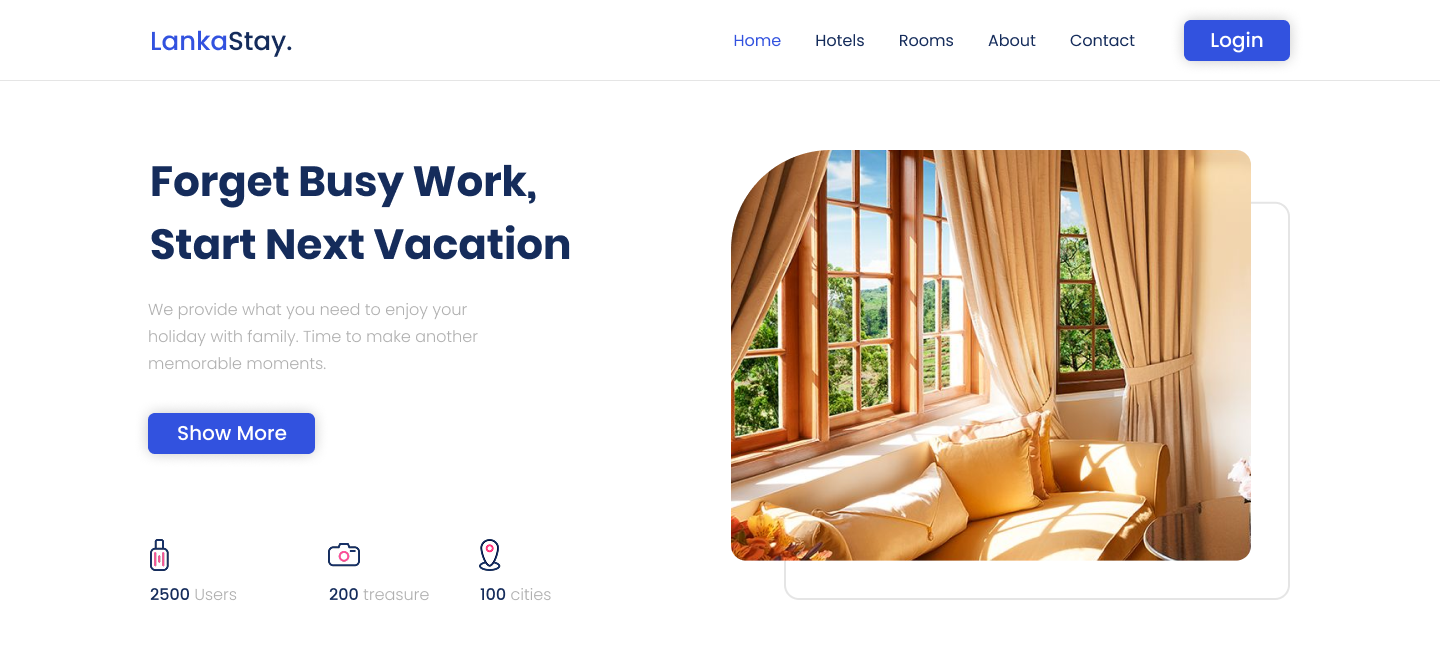 LankaStay.
Home Hotels Rooms About Contact Login
Forget Busy Work,
Start Next Vacation
We provide what you need to enjoy your
holiday with family. Time to make another
memorable moments.
Show More
2500 Users 200 treasure 100 cities